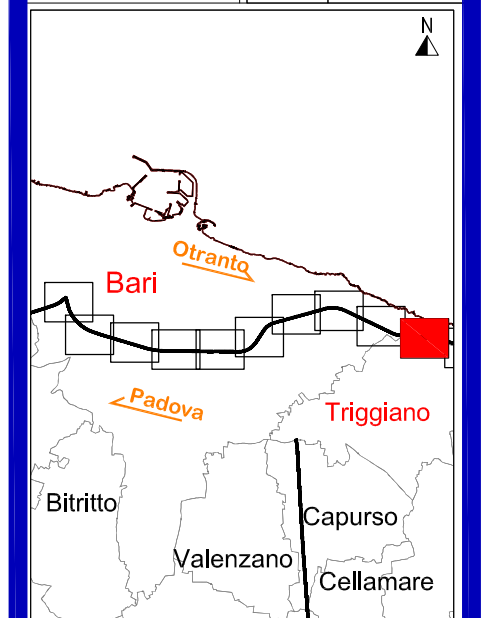 N
Otranto
Bari
Padova
Triggiano
Bitritto
Capurso
Valenzano
Cellamare